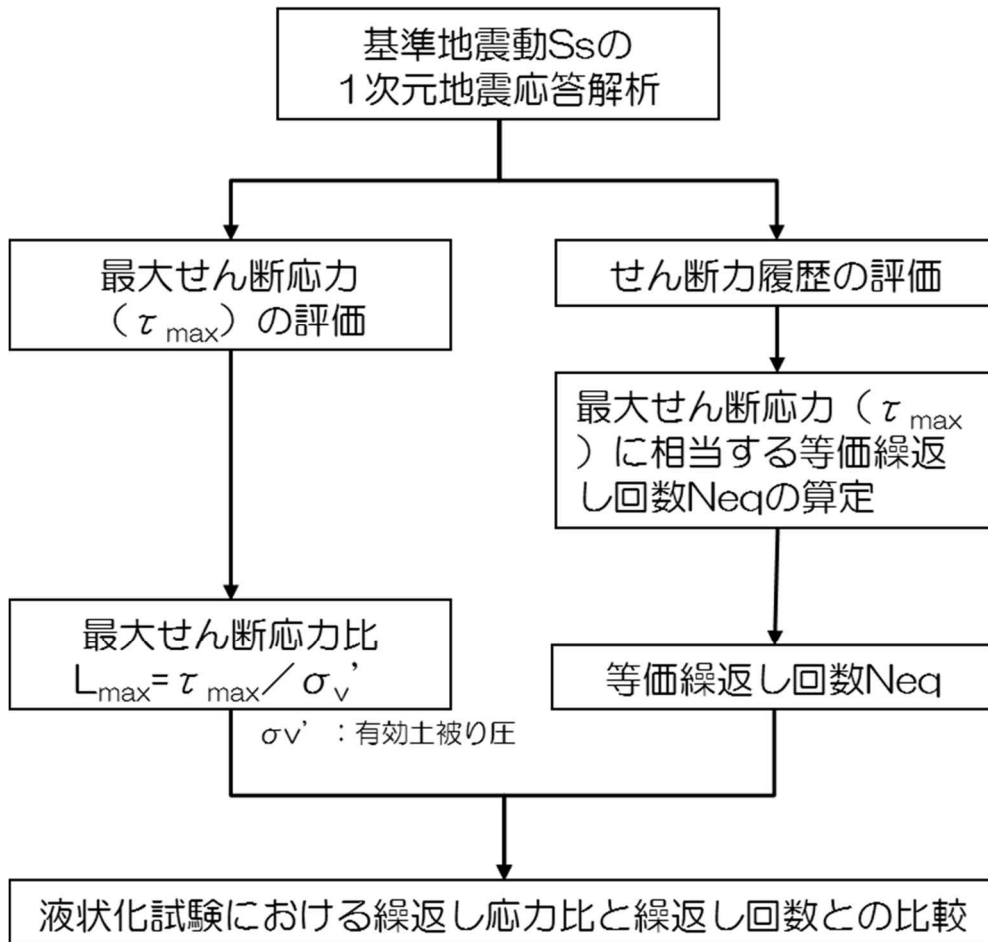 基準地震動Ssの
1次元地震応答解析
最大せん断応力
（τmax）の評価
せん断力履歴の評価
最大せん断応力（τmax
）に相当する等価繰返
し回数Neqの算定
最大せん断応力比
Lmax=τmax／σv’
σv’：有効土被り圧
等価繰返し回数Neq
液状化試験における繰返し応力比と繰返し回数との比較